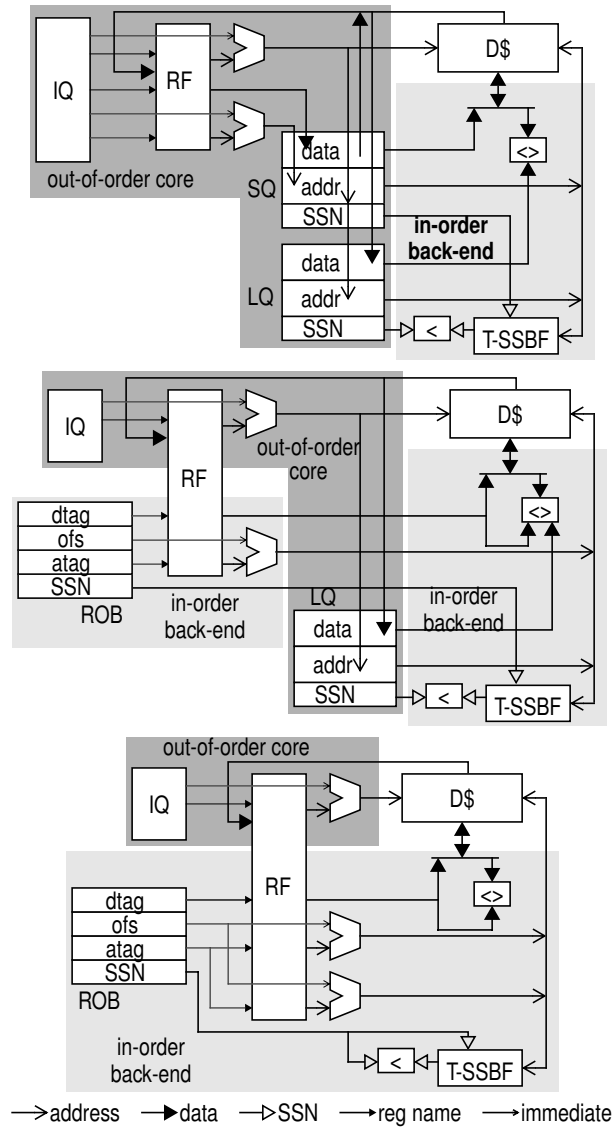 IQ
RF
D$
out-of-order core
data
<>
SQ
addr
SSN
in-order
back-end
data
LQ
addr
SSN
<
T-SSBF
IQ
RF
D$
out-of-order
core
dtag
ofs
atag
SSN
ROB
<>
in-order
back-end
LQ
in-order
back-end
data
addr
SSN
<
T-SSBF
out-of-order core
IQ
RF
D$
dtag
ofs
atag
SSN
ROB
<>
in-order
back-end
<
T-SSBF
address data SSN reg name immediate